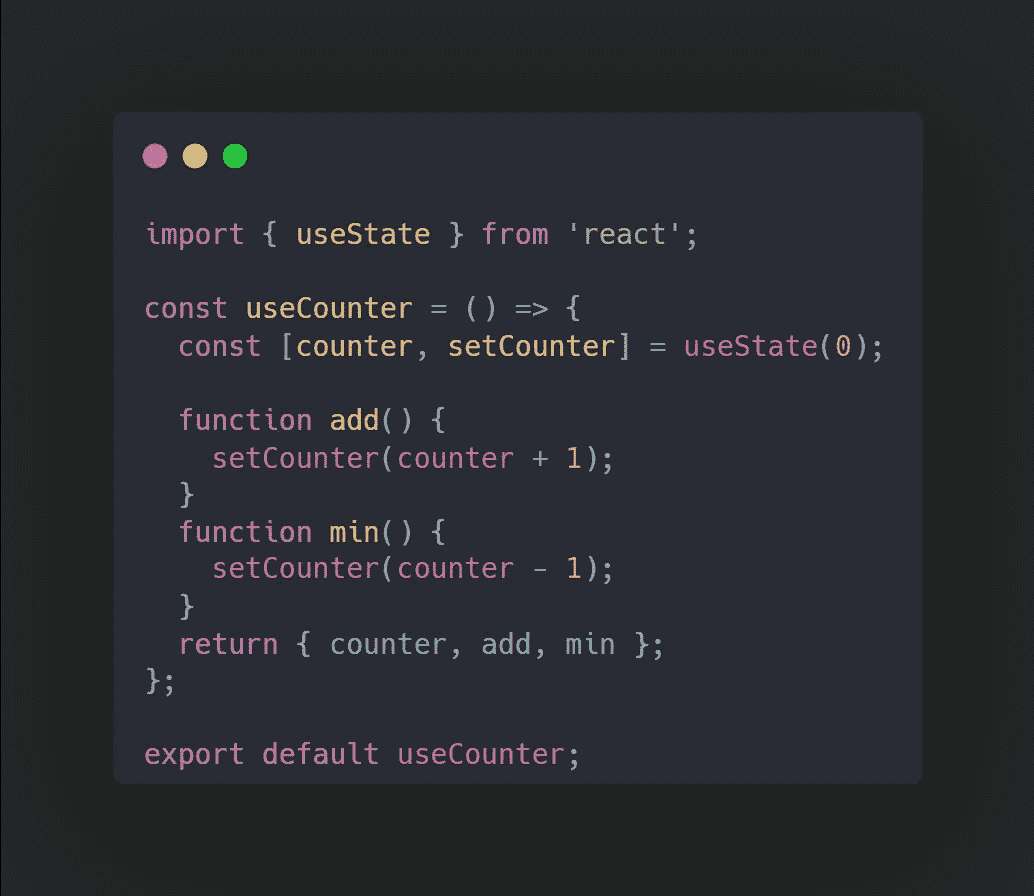 import { useState } from 'react';

const useCounter = () => {
  const [counter, setCounter] = useState(0);

  function add() {
    setCounter(counter + 1);
  }
  function min() {
    setCounter(counter - 1);
  }
  return { counter, add, min };
};

export default useCounter;